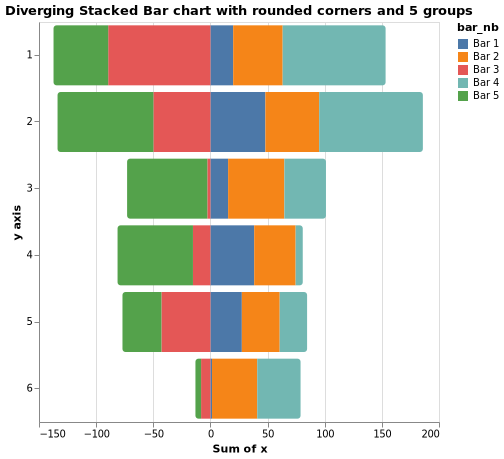 Diverging Stacked Bar chart with rounded corners and 5 groups
bar_nb
Bar 1
Bar 2
Bar 3
Bar 4
Bar 5
y axis
1
2
3
4
5
6
−150 −100 −50 0 50 100 150 200
Sum of x